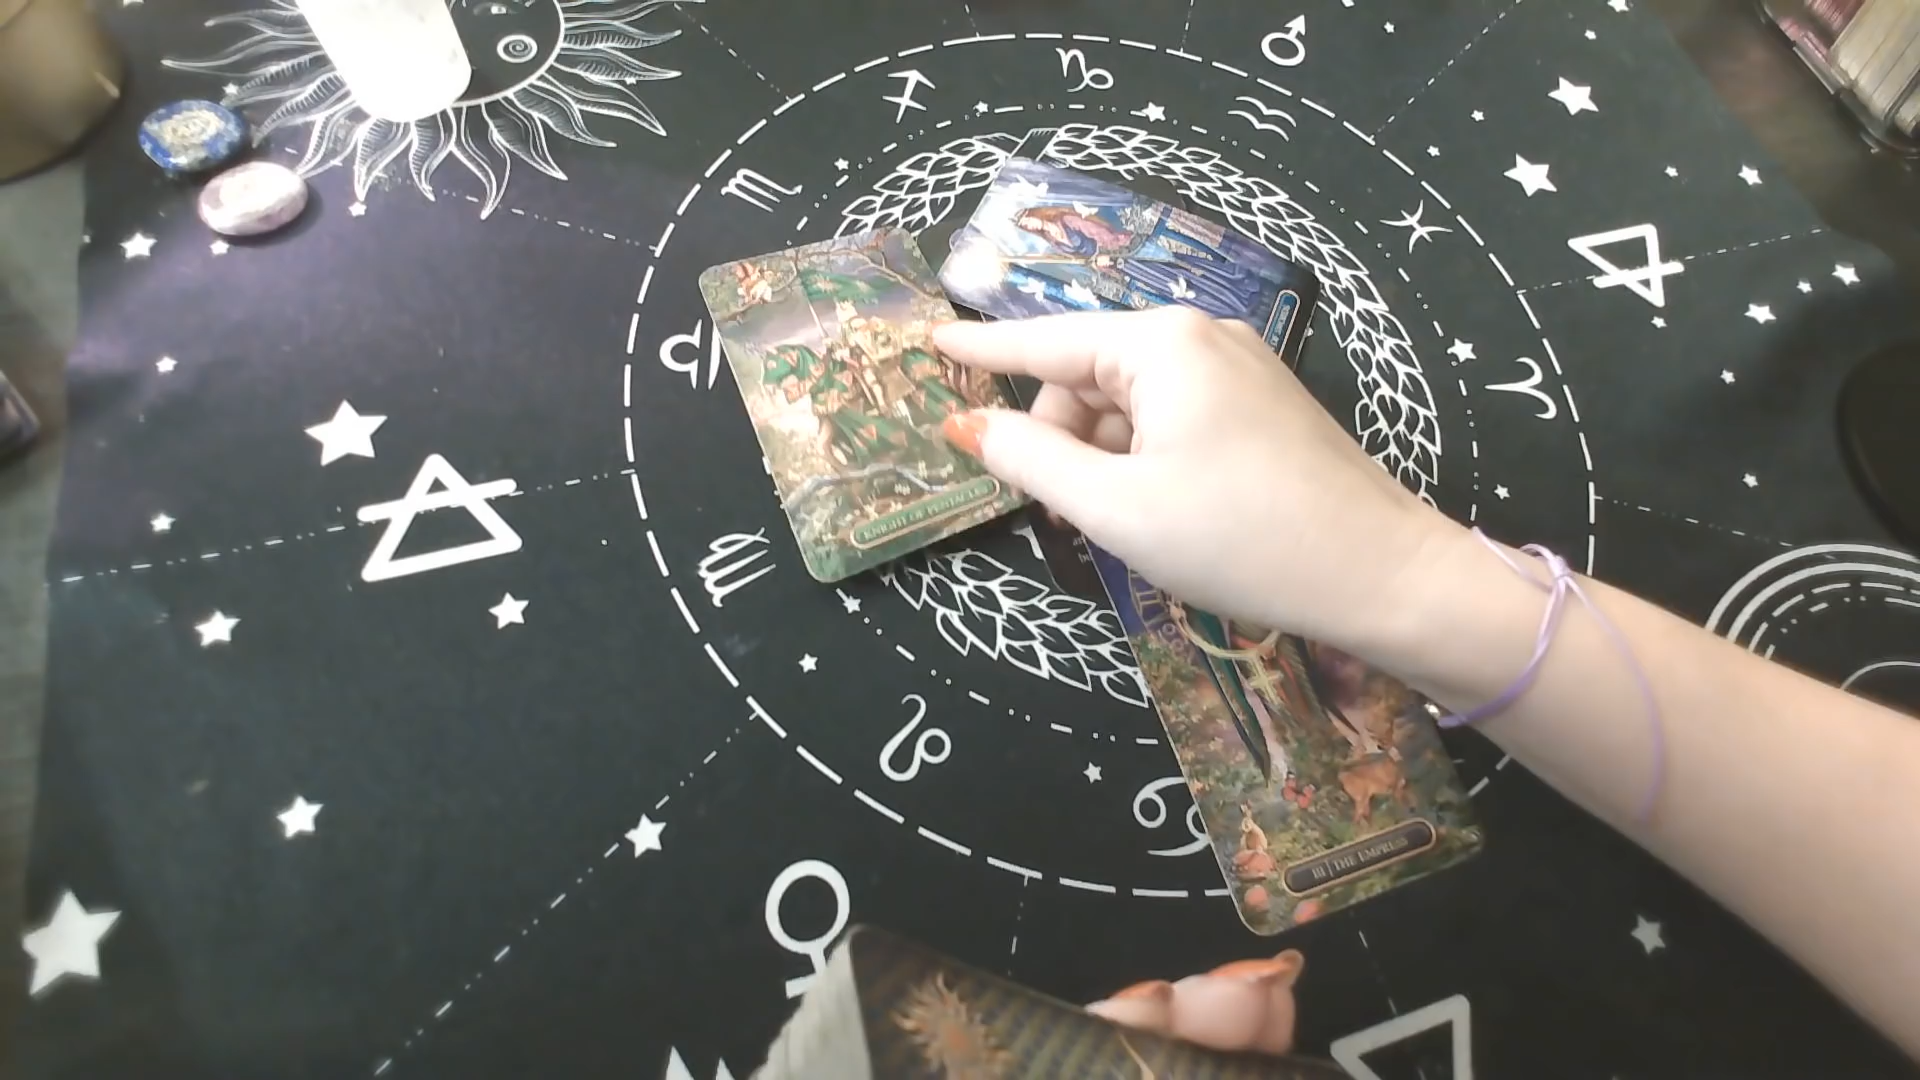 KNIGHT OF PENTACLES
III | THE EMPRESS